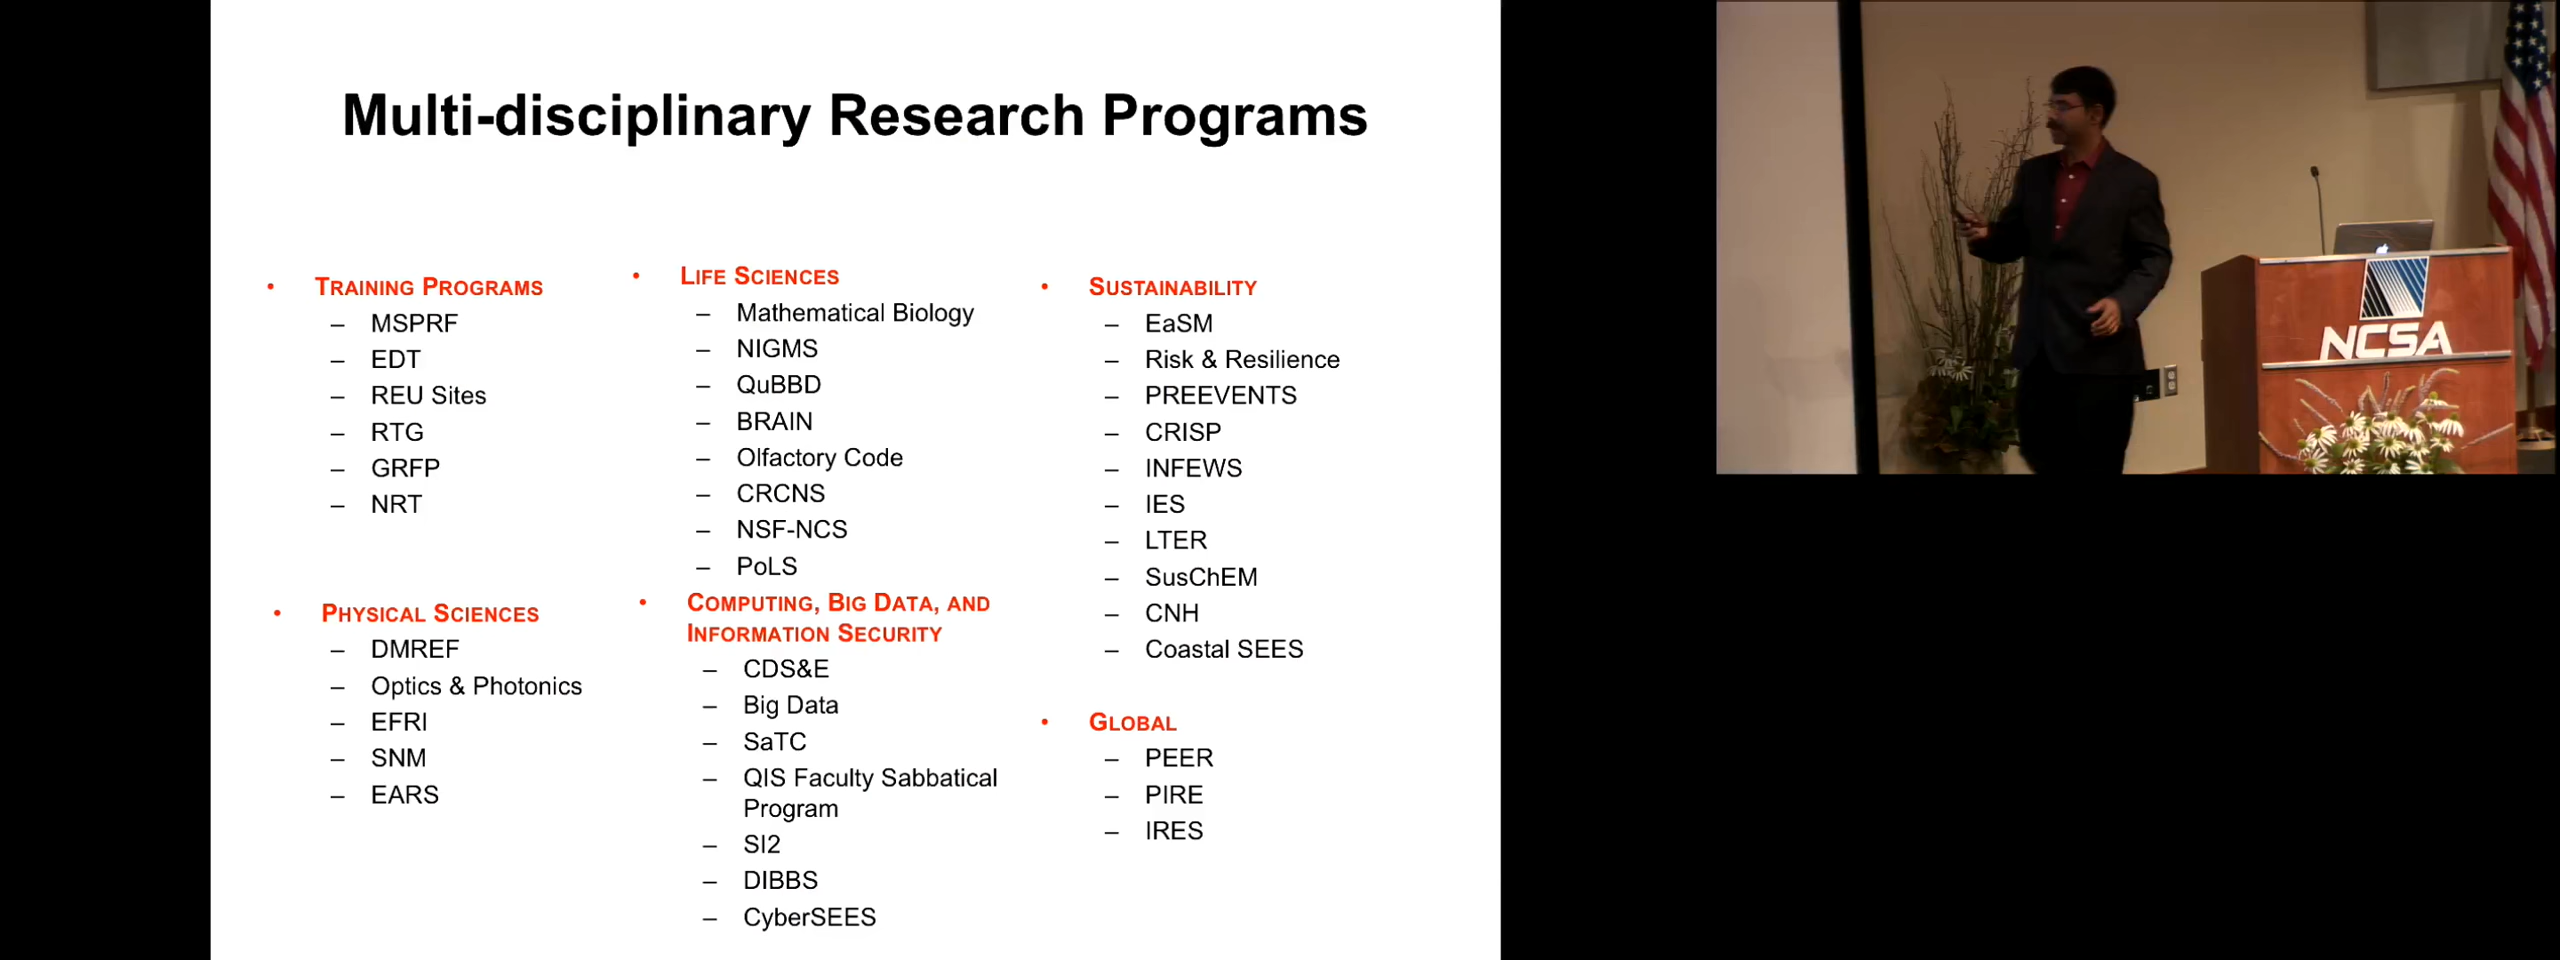 Multi-disciplinary Research Programs
• TRAINING PROGRAMS
– MSPRF
– EDT
– REU Sites
– RTG
– GRFP
– NRT
• PHYSICAL SCIENCES
– DMREF
– Optics & Photonics
– EFRI
– SNM
– EARS
• LIFE SCIENCES
– Mathematical Biology
– NIGMS
– QuBBD
– BRAIN
– Olfactory Code
– CRCNS
– NSF-NCS
– PoLS
• COMPUTING, BIG DATA, AND
INFORMATION SECURITY
– CDS&E
– Big Data
– SaTC
– QIS Faculty Sabbatical
Program
– SI2
– DIBBS
– CyberSEES
• SUSTAINABILITY
– EaSM
– Risk & Resilience
– PREEVENTS
– CRISP
– INFEWS
– IES
– LTER
– SusChEM
– CNH
– Coastal SEES
• GLOBAL
– PEER
– PIRE
– IRES
NCSA